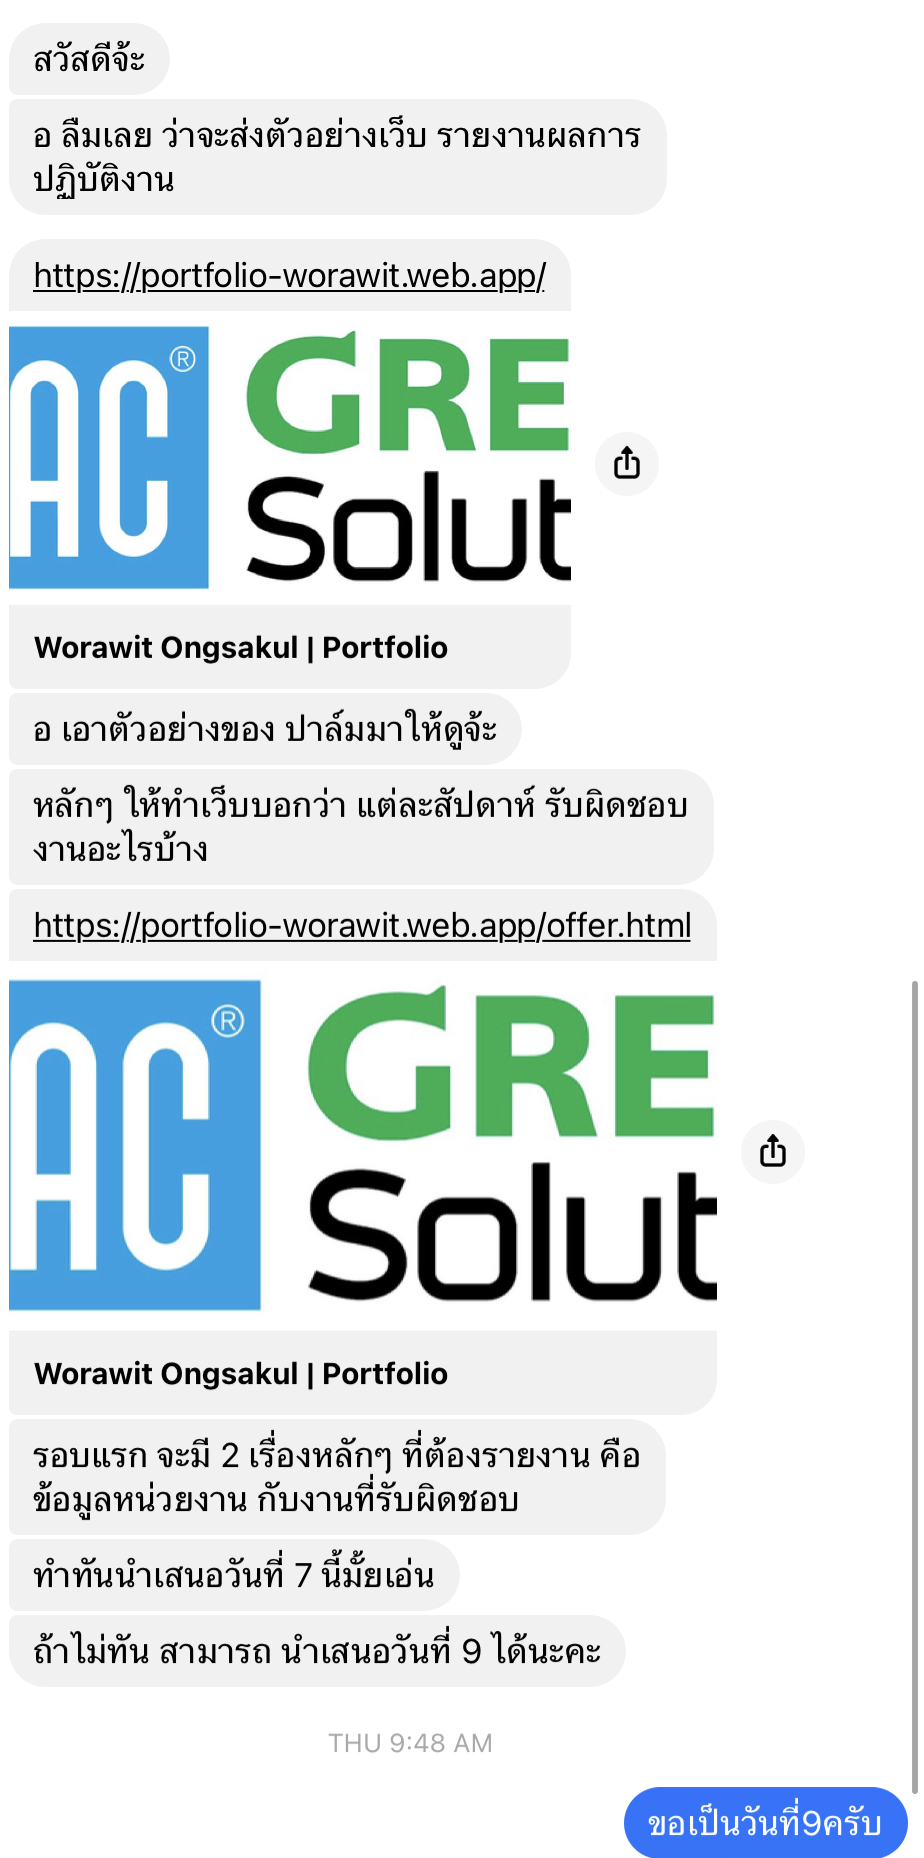 สวัสดีจ้ะ
อ ลืมเลย ว่าจะส่งตัวอย่างเว็บ รายงานผลการ
ปฏิบัติงาน
https://portfolio-worawit.web.app/
AC®
GRE
Solut
Worawit Ongsakul | Portfolio
อ เอาตัวอย่างของ ปาล์มมาให้ดูจ้ะ
หลักๆ ให้ทำเว็บบอกว่า แต่ละสัปดาห์ รับผิดชอบ
งานอะไรบ้าง
https://portfolio-worawit.web.app/offer.html
AC®
GRE
Solut
Worawit Ongsakul | Portfolio
รอบแรก จะมี 2 เรื่องหลักๆ ที่ต้องรายงาน คือ
ข้อมูลหน่วยงาน กับงานที่รับผิดชอบ
ทำทันนำเสนอวันที่ 7 นี้มั้ยเอ่น
ถ้าไม่ทัน สามารถ นำเสนอวันที่ 9 ได้นะคะ
THU 9:48 AM
ขอเป็นวันที่9ครับ